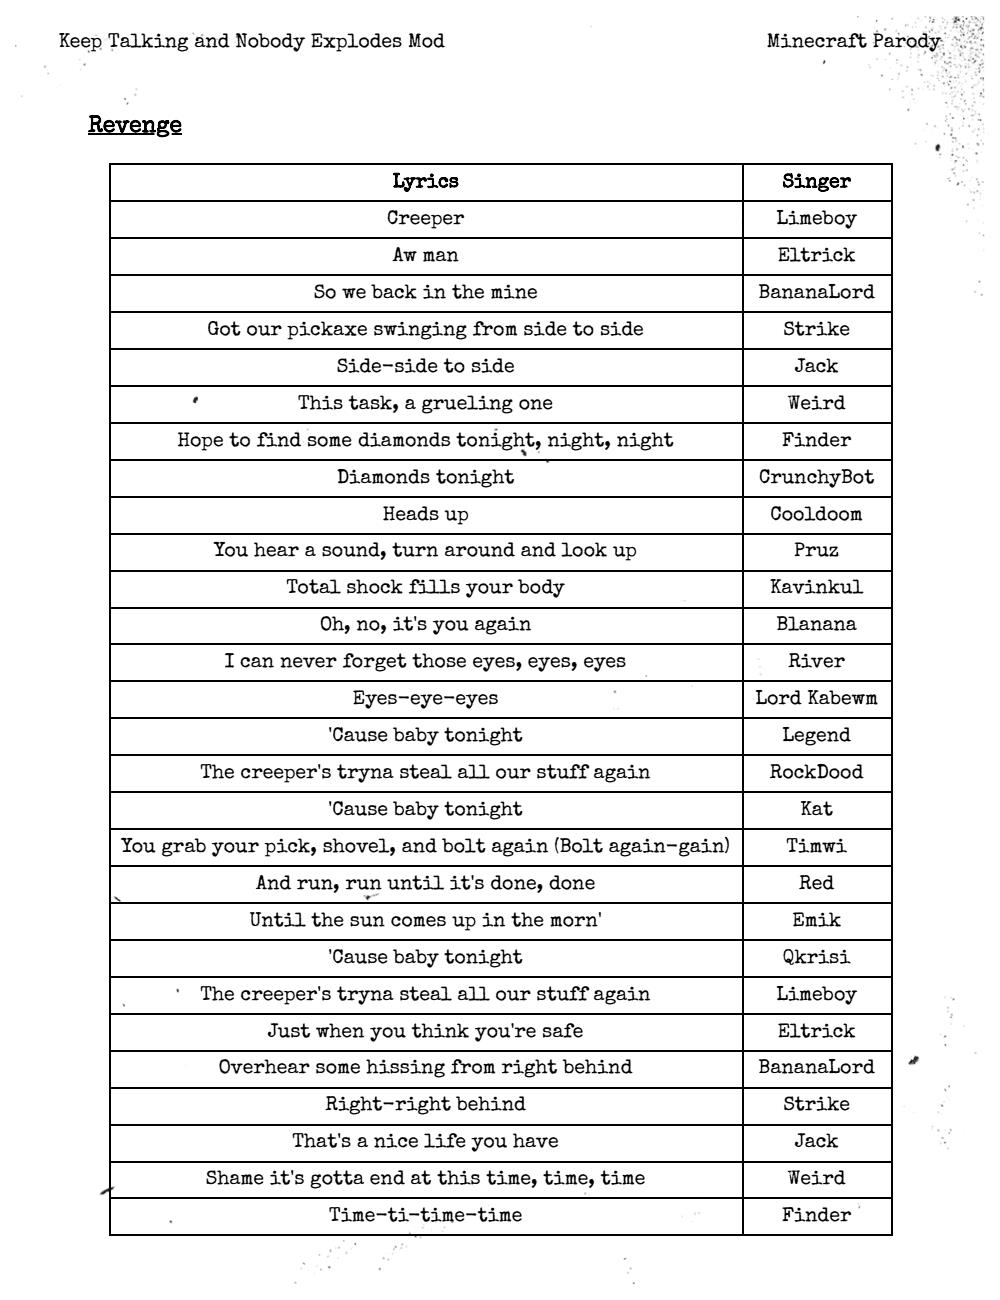 Keep Talking and Nobody Explodes Mod Minecraft Parody
Revenge
Lyrics Singer
Creeper Limeboy
Aw man Eltrick
So we back in the mine BananaLord
Got our pickaxe swinging from side to side Strike
Side-side to side Jack
This task, a grueling one Weird
Hope to find some diamonds tonight, night, night Finder
Diamonds tonight CrunchyBot
Heads up Cooldoom
You hear a sound, turn around and look up Pruz
Total shock fills your body Kavinkul
Oh, no, it's you again Blanana
I can never forget those eyes, eyes, eyes River
Eyes-eye-eyes Lord Kabewm
'Cause baby tonight Legend
The creeper's tryna steal all our stuff again RockDood
'Cause baby tonight Kat
You grab your pick, shovel, and bolt again (Bolt again-gain) Timwi
And run, run until it's done, done Red
Until the sun comes up in the morn' Emik
'Cause baby tonight Qkrisi
The creeper's tryna steal all our stuff again Limeboy
Just when you think you're safe Eltrick
Overhear some hissing from right behind BananaLord
Right-right behind Strike
That's a nice life you have Jack
Shame it's gotta end at this time, time, time Weird
Time-ti-time-time Finder